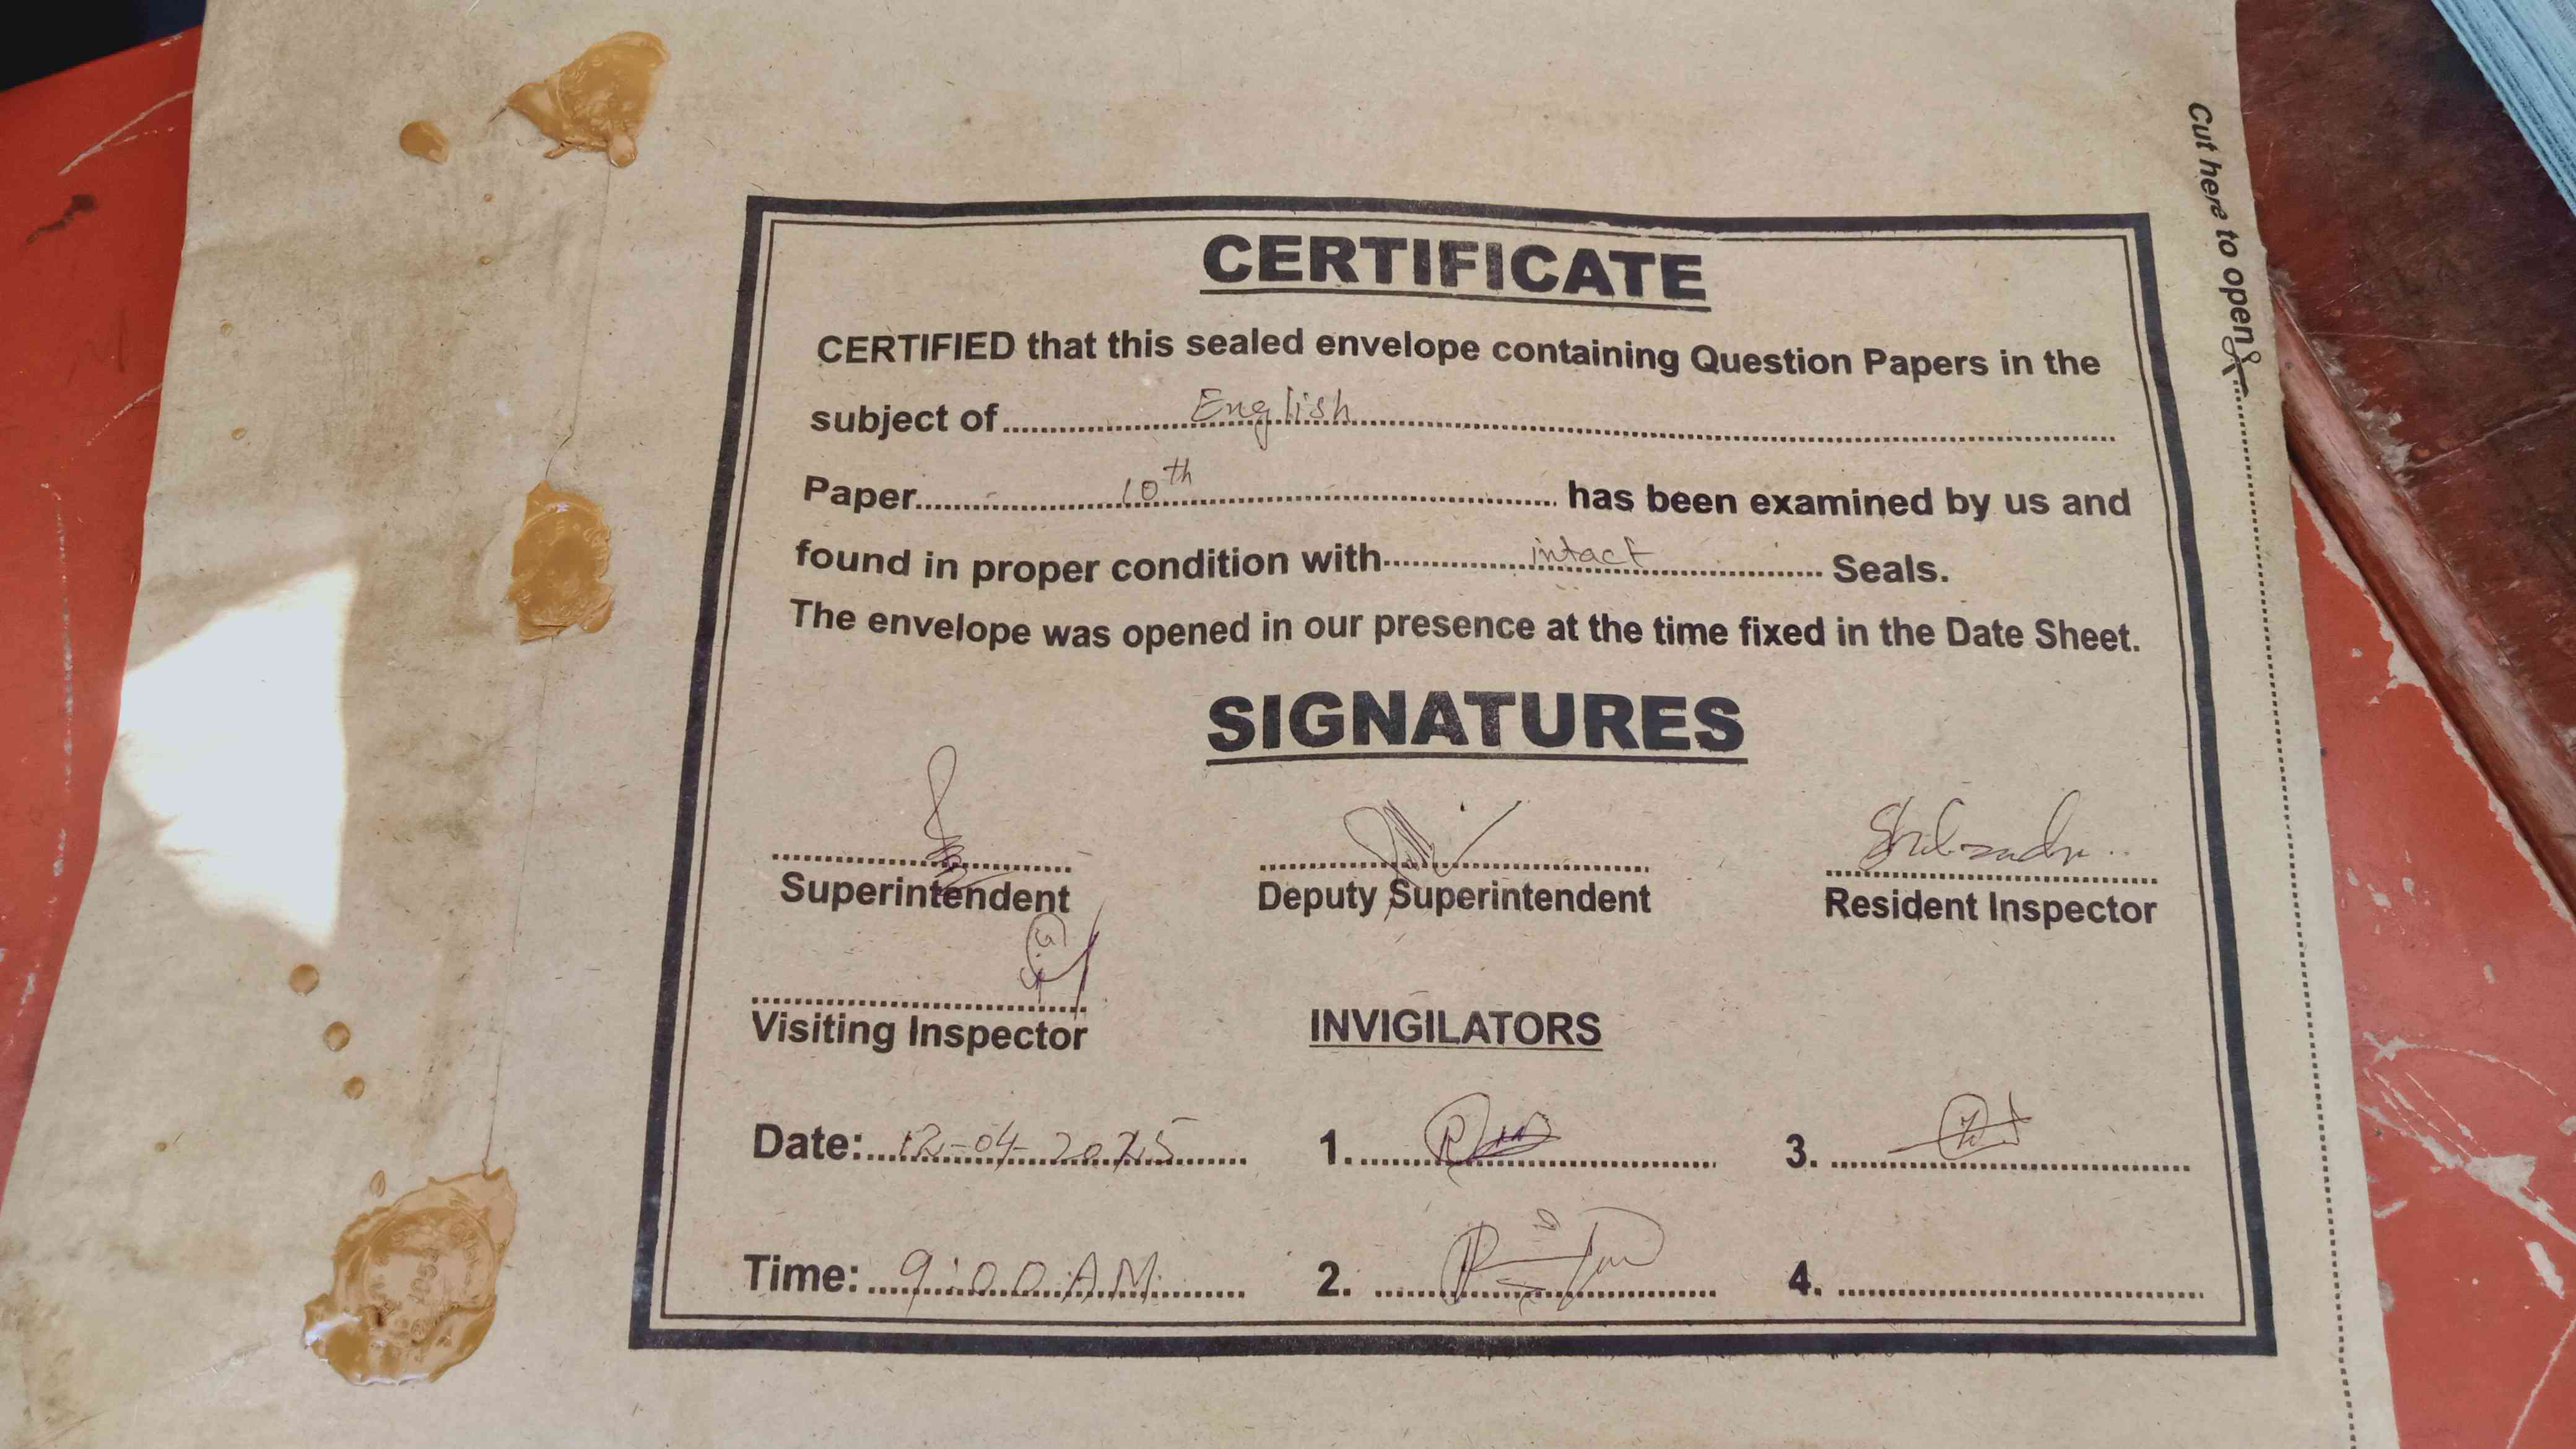 Cut here to open
CERTIFICATE
CERTIFIED that this sealed envelope containing Question Papers in the
subject of English
Paper 10th has been examined by us and
found in proper condition with intact Seals.
The envelope was opened in our presence at the time fixed in the Date Sheet.
SIGNATURES
Superintendent Deputy Superintendent Resident Inspector
Visiting Inspector INVIGILATORS
Date: 12-04-2025 1. 3.
Time: 9:00 AM 2. 4.